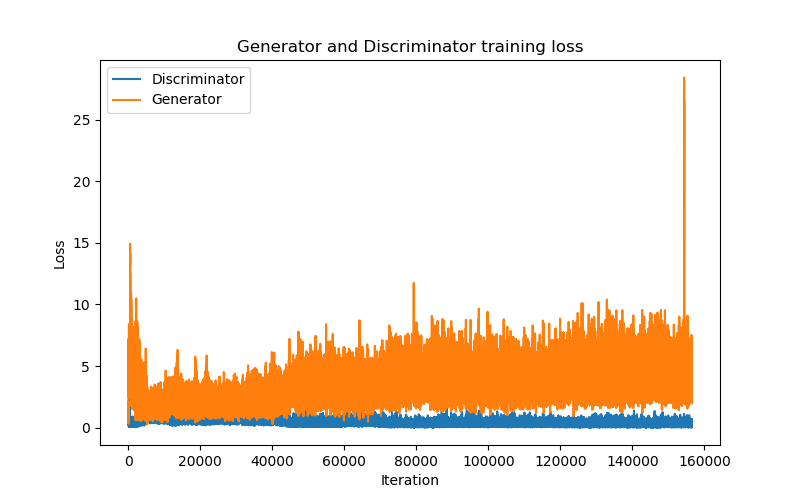 Generator and Discriminator training loss
Discriminator
Generator
25
20
15
10
5
0
Loss
0 20000 40000 60000 80000 100000 120000 140000 160000
Iteration